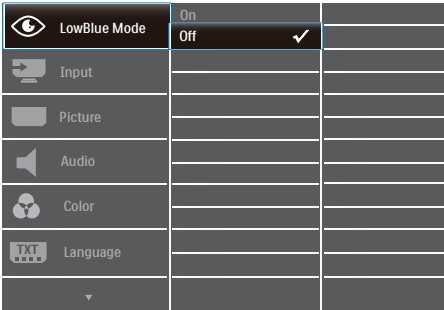 LowBlue Mode
On
Off
Input
Picture
Audio
Color
TXT
Language